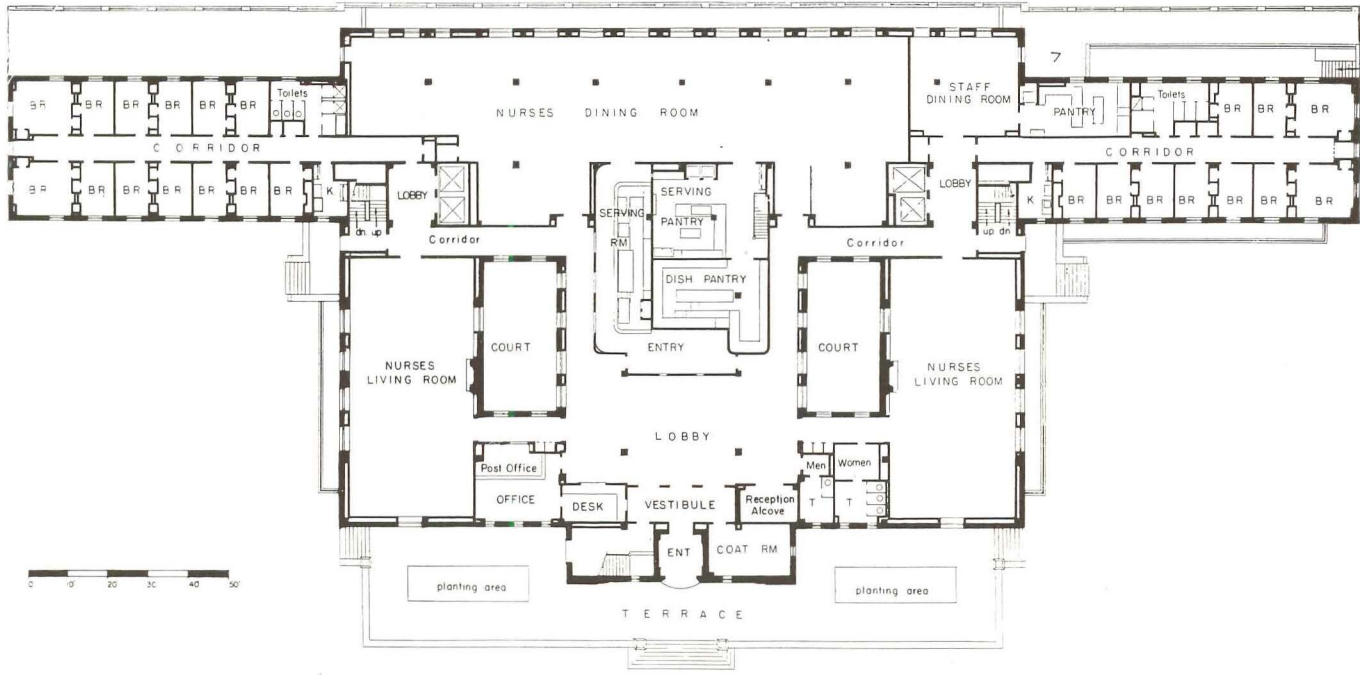 BR BR BR BR BR BR Toilets
NURSES DINING ROOM
STAFF
DINING ROOM
PANTRY
Toilets
BR BR BR
CORRIDOR
CORRIDOR
BR BR BR BR BR BR BR K
LOBBY
dn up
SERVING
RM
SERVING
PANTRY
LOBBY
up dn
K BR BR BR BR BR BR BR
Corridor
Corridor
DISH PANTRY
ENTRY
COURT
COURT
NURSES
LIVING ROOM
NURSES
LIVING ROOM
LOBBY
Post Office
OFFICE
DESK
VESTIBULE
Reception
Alcove
Men
Women
T
T
ENT
COAT RM
0 10' 20' 30' 40' 50'
planting area
planting area
TERRACE